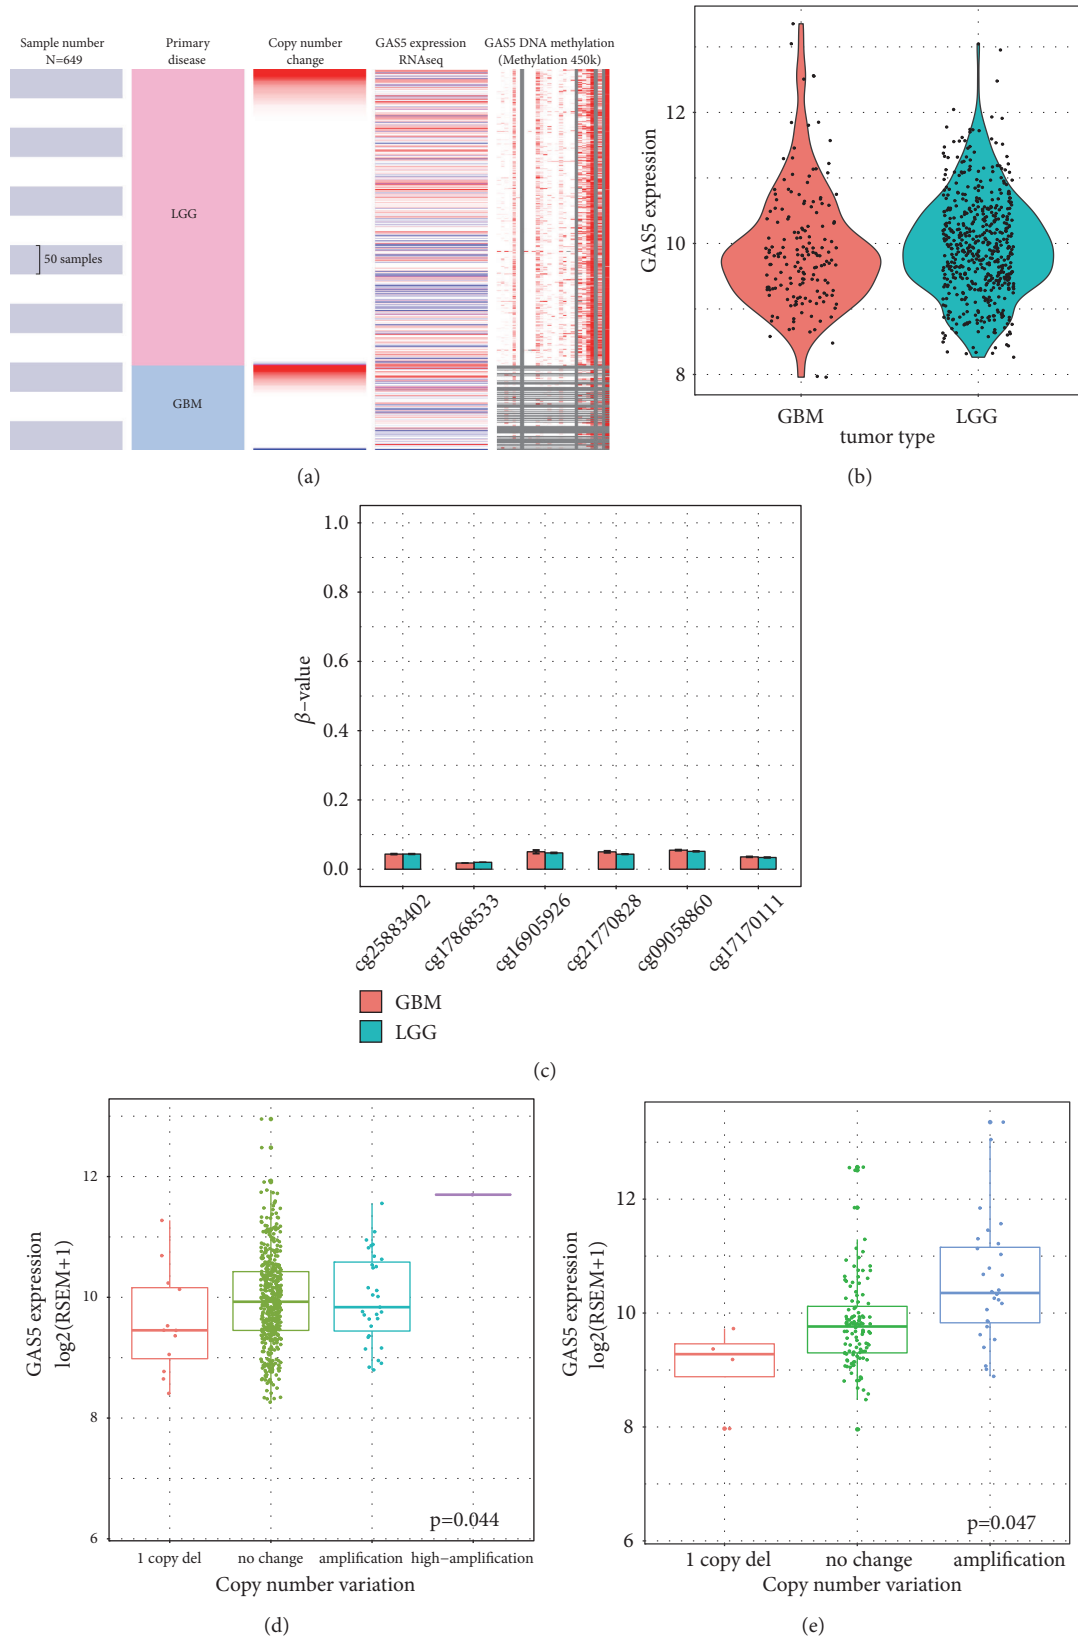 Sample number
N=649
Primary
disease
Copy number
change
GAS5 expression
RNAseq
GAS5 DNA methylation
(Methylation 450k)
LGG
50 samples
GBM
(a)
GAS5 expression
12
10
8
GBM
LGG
tumor type
(b)
β−value
1.0
0.8
0.6
0.4
0.2
0.0
cg25883402
cg17868533
cg16905926
cg21770828
cg09058860
cg17170111
GBM
LGG
(c)
GAS5 expression
log2(RSEM+1)
12
10
8
6
p=0.044
1 copy del
no change
amplification
high−amplification
Copy number variation
(d)
GAS5 expression
log2(RSEM+1)
12
10
8
6
p=0.047
1 copy del
no change
amplification
Copy number variation
(e)